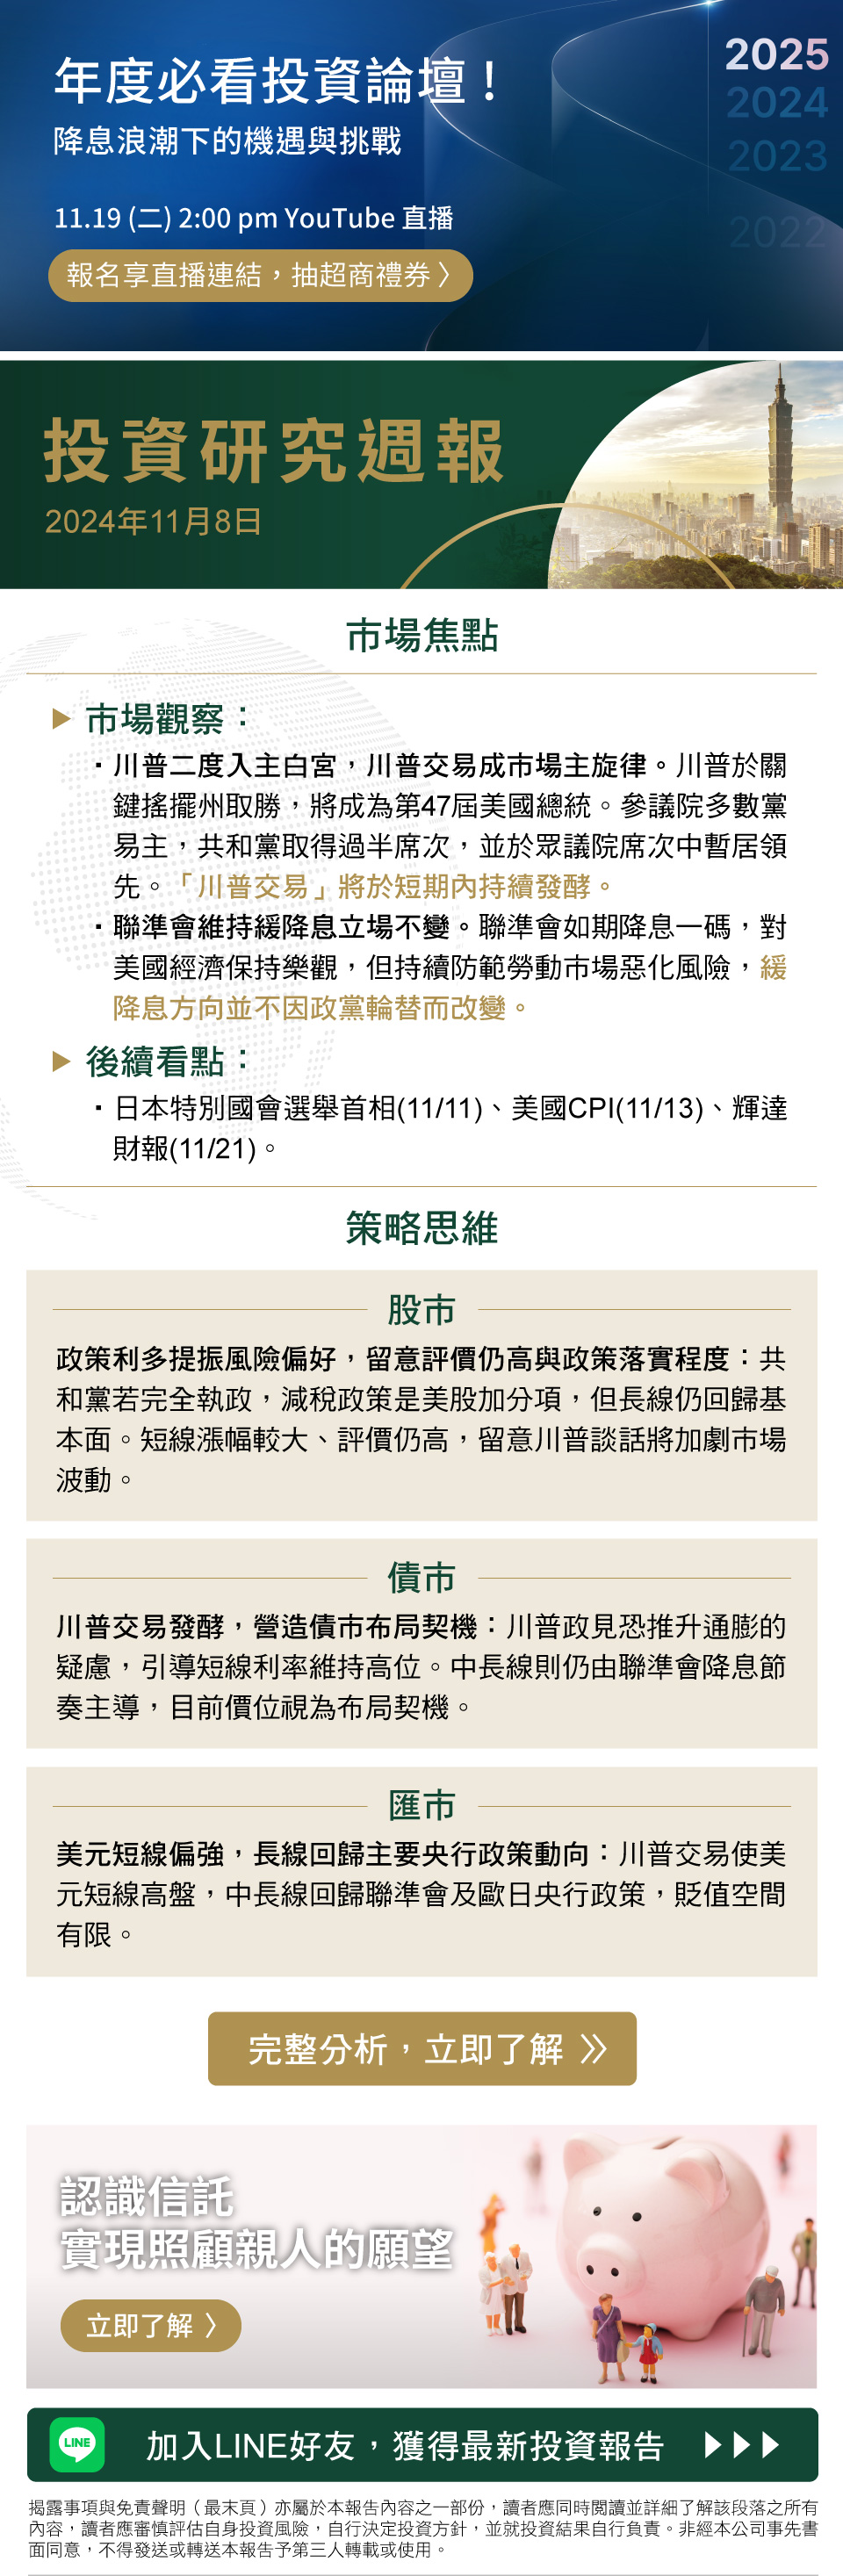 年度必看投資論壇！
2025
2024
降息浪潮下的機遇與挑戰
2023
11.19 (二) 2:00 pm YouTube 直播
2022
報名享直播連結，抽超商禮券 〉
投資研究週報
2024年11月8日
市場焦點
▶ 市場觀察：
▪ 川普二度入主白宮，川普交易成市場主旋律。川普於關
鍵搖擺州取勝，將成為第47屆美國總統。參議院多數黨
易主，共和黨取得過半席次，並於眾議院席次中暫居領
先。「川普交易」將於短期內持續發酵。
▪ 聯準會維持緩降息立場不變。聯準會如期降息一碼，對
美國經濟保持樂觀，但持續防範勞動市場惡化風險，緩
降息方向並不因政黨輪替而改變。
▶ 後續看點：
▪ 日本特別國會選舉首相(11/11)、美國CPI(11/13)、輝達
財報(11/21)。
策略思維
股市
政策利多提振風險偏好，留意評價仍高與政策落實程度：共
和黨若完全執政，減稅政策是美股加分項，但長線仍回歸基
本面。短線漲幅較大、評價仍高，留意川普談話將加劇市場
波動。
債市
川普交易發酵，營造債市布局契機：川普政見恐推升通膨的
疑慮，引導短線利率維持高位。中長線則仍由聯準會降息節
奏主導，目前價位視為布局契機。
匯市
美元短線偏強，長線回歸主要央行政策動向：川普交易使美
元短線高盤，中長線回歸聯準會及歐日央行政策，貶值空間
有限。
完整分析，立即了解 》
認識信託
實現照顧親人的願望
立即了解 〉
LINE 加入LINE好友，獲得最新投資報告 ▶▶▶
揭露事項與免責聲明（最末頁）亦屬於本報告內容之一部份，讀者應同時閱讀並詳細了解該段落之所有
內容，讀者應審慎評估自身投資風險，自行決定投資方針，並就投資結果自行負責。非經本公司事先書
面同意，不得發送或轉送本報告予第三人轉載或使用。